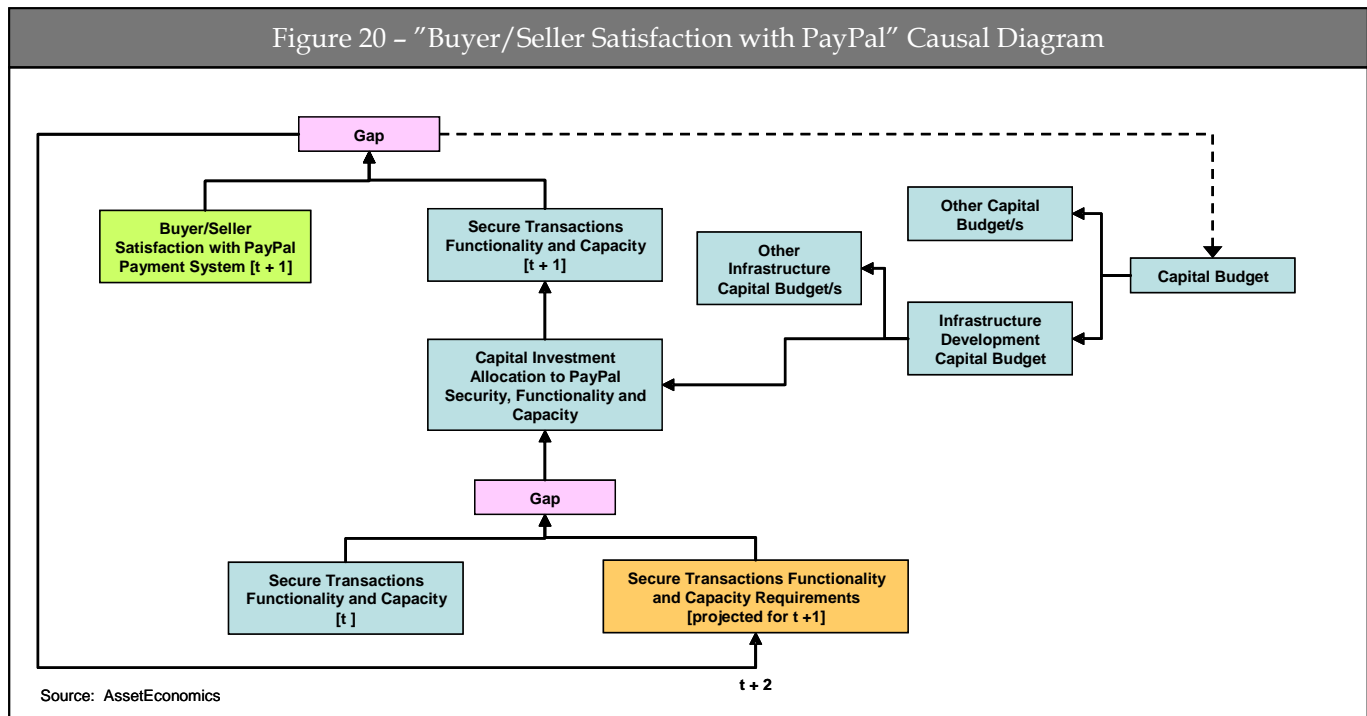 Figure 20 – ”Buyer/Seller Satisfaction with PayPal” Causal Diagram
Gap
Buyer/Seller
Satisfaction with PayPal
Payment System [t + 1]
Secure Transactions
Functionality and Capacity
[t + 1]
Other
Infrastructure
Capital Budget/s
Other Capital
Budget/s
Capital Budget
Infrastructure
Development
Capital Budget
Capital Investment
Allocation to PayPal
Security, Functionality and
Capacity
Gap
Secure Transactions
Functionality and Capacity
[t ]
Secure Transactions Functionality
and Capacity Requirements
[projected for t +1]
t + 2
Source: AssetEconomics